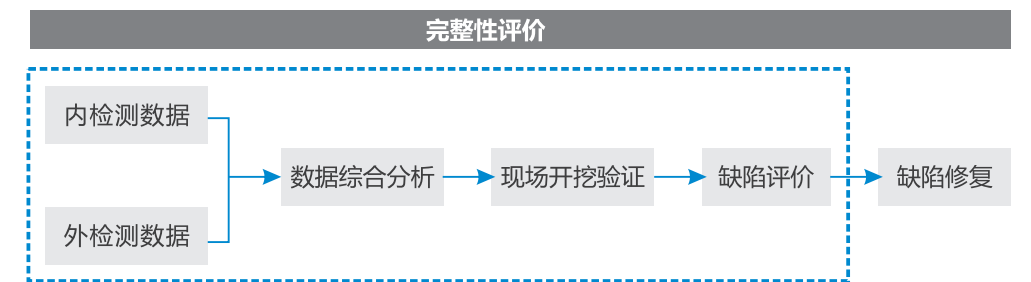 完整性评价
内检测数据
外检测数据
数据综合分析
现场开挖验证
缺陷评价
缺陷修复